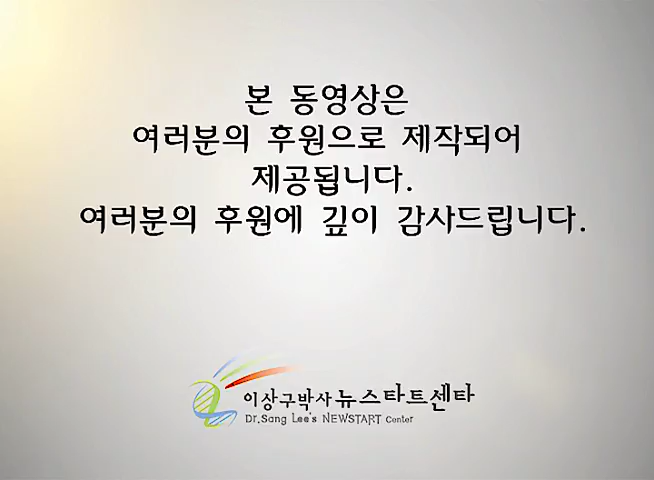 본 동영상은
여러분의 후원으로 제작되어
제공됩니다.
여러분의 후원에 깊이 감사드립니다.
이상구박사 뉴스타트센타
Dr.Sang Lee's NEWSTART Center